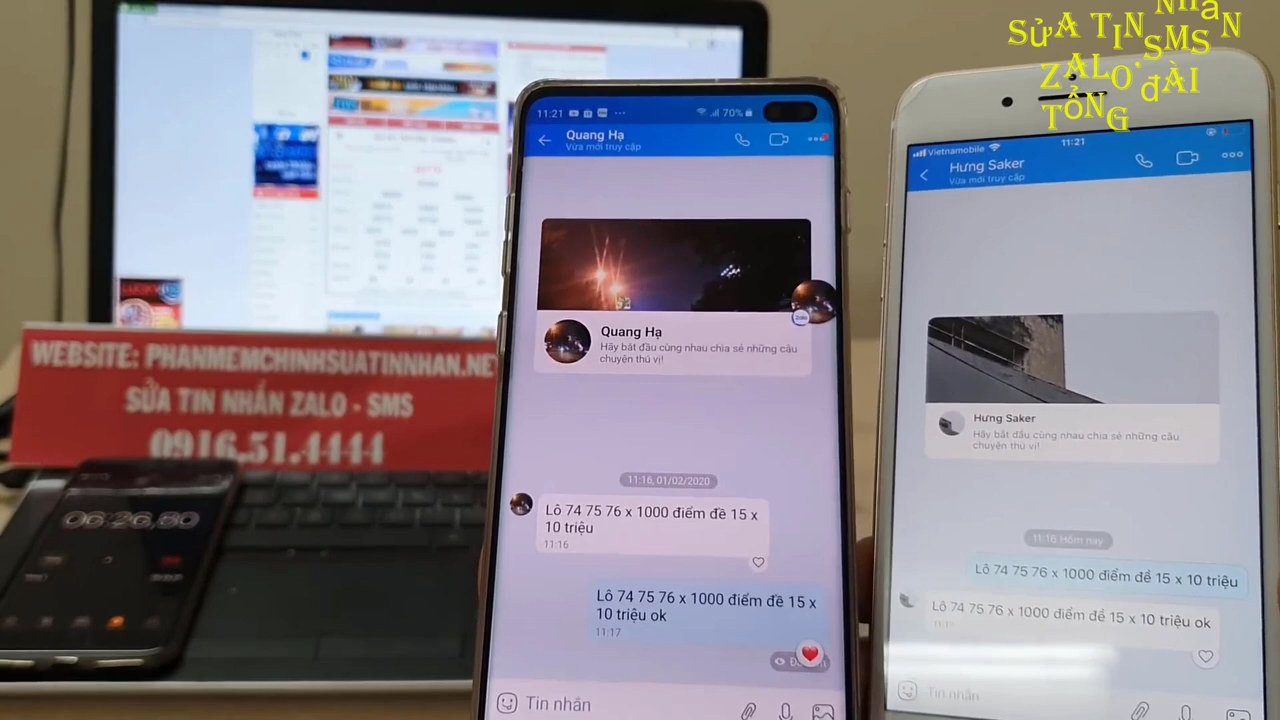 SửA TIN NHắN
ZALO.SMS
TỔNG ĐÀI
WEBSITE: PHANMEMCHINHSUATINNHAN.NE
SỬA TIN NHẮN ZALO - SMS
0916.51.4444
11:21
70%
Quang Hạ
Vừa mới truy cập
Quang Hạ
Hãy bắt đầu cùng nhau chia sẻ những câu
chuyện thú vị!
Zalo
11:16, 01/02/2020
Lô 74 75 76 x 1000 điểm đề 15 x
10 triệu
11:16
Lô 74 75 76 x 1000 điểm đề 15 x
10 triệu ok
11:17
Tin nhắn
Vietnamobile
11:21
Hưng Saker
Vừa mới truy cập
Hưng Saker
Hãy bắt đầu cùng nhau chia sẻ những câu
chuyện thú vị!
11:16 Hôm nay
Lô 74 75 76 x 1000 điểm đề 15 x 10 triệu
Lô 74 75 76 x 1000 điểm đề 15 x 10 triệu ok
Tin nhắn